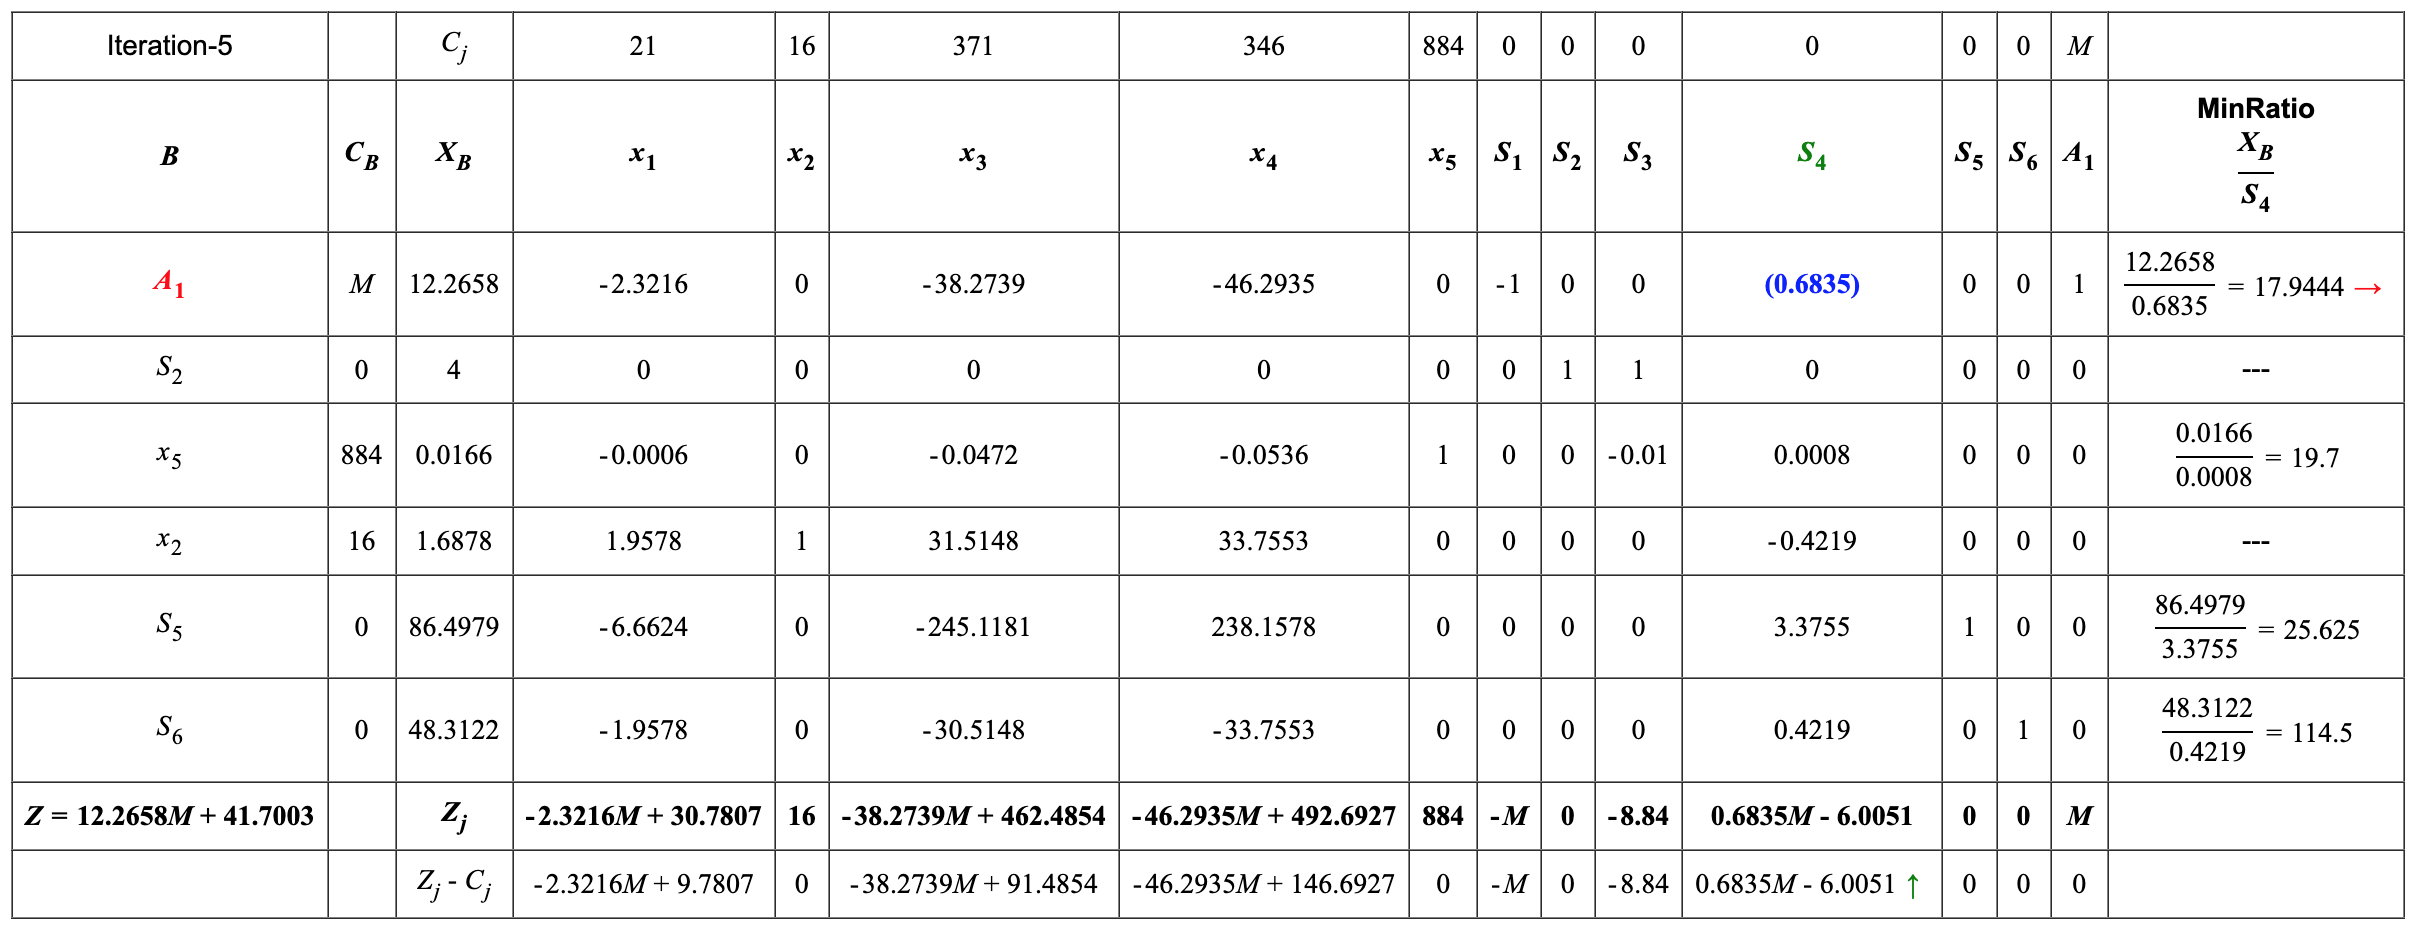 Iteration-5 C_j 21 16 371 346 884 0 0 0 0 0 0 M
B C_B X_B x_1 x_2 x_3 x_4 x_5 S_1 S_2 S_3 S_4 S_5 S_6 A_1 MinRatio X_B/S_4
A_1 M 12.2658 -2.3216 0 -38.2739 -46.2935 0 -1 0 0 (0.6835) 0 0 1 12.2658/0.6835 = 17.9444 →
S_2 0 4 0 0 0 0 0 0 1 1 0 0 0 0 ---
x_5 884 0.0166 -0.0006 0 -0.0472 -0.0536 1 0 0 -0.01 0.0008 0 0 0 0.0166/0.0008 = 19.7
x_2 16 1.6878 1.9578 1 31.5148 33.7553 0 0 0 0 -0.4219 0 0 0 ---
S_5 0 86.4979 -6.6624 0 -245.1181 238.1578 0 0 0 0 3.3755 1 0 0 86.4979/3.3755 = 25.625
S_6 0 48.3122 -1.9578 0 -30.5148 -33.7553 0 0 0 0 0.4219 0 1 0 48.3122/0.4219 = 114.5
Z = 12.2658M + 41.7003 Z_j -2.3216M + 30.7807 16 -38.2739M + 462.4854 -46.2935M + 492.6927 884 -M 0 -8.84 0.6835M - 6.0051 0 0 M
Z_j - C_j -2.3216M + 9.7807 0 -38.2739M + 91.4854 -46.2935M + 146.6927 0 -M 0 -8.84 0.6835M - 6.0051 ↑ 0 0 0